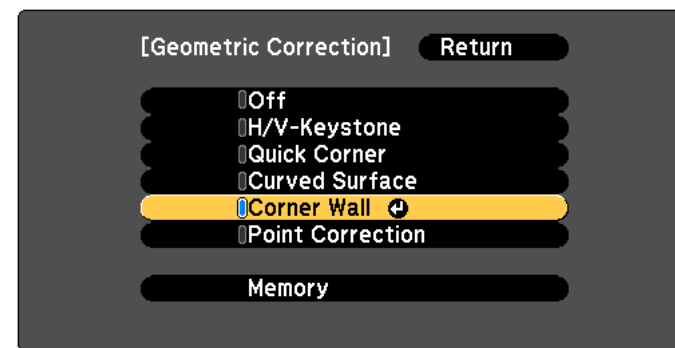 [Geometric Correction] Return
Off
H/V-Keystone
Quick Corner
Curved Surface
Corner Wall
Point Correction
Memory